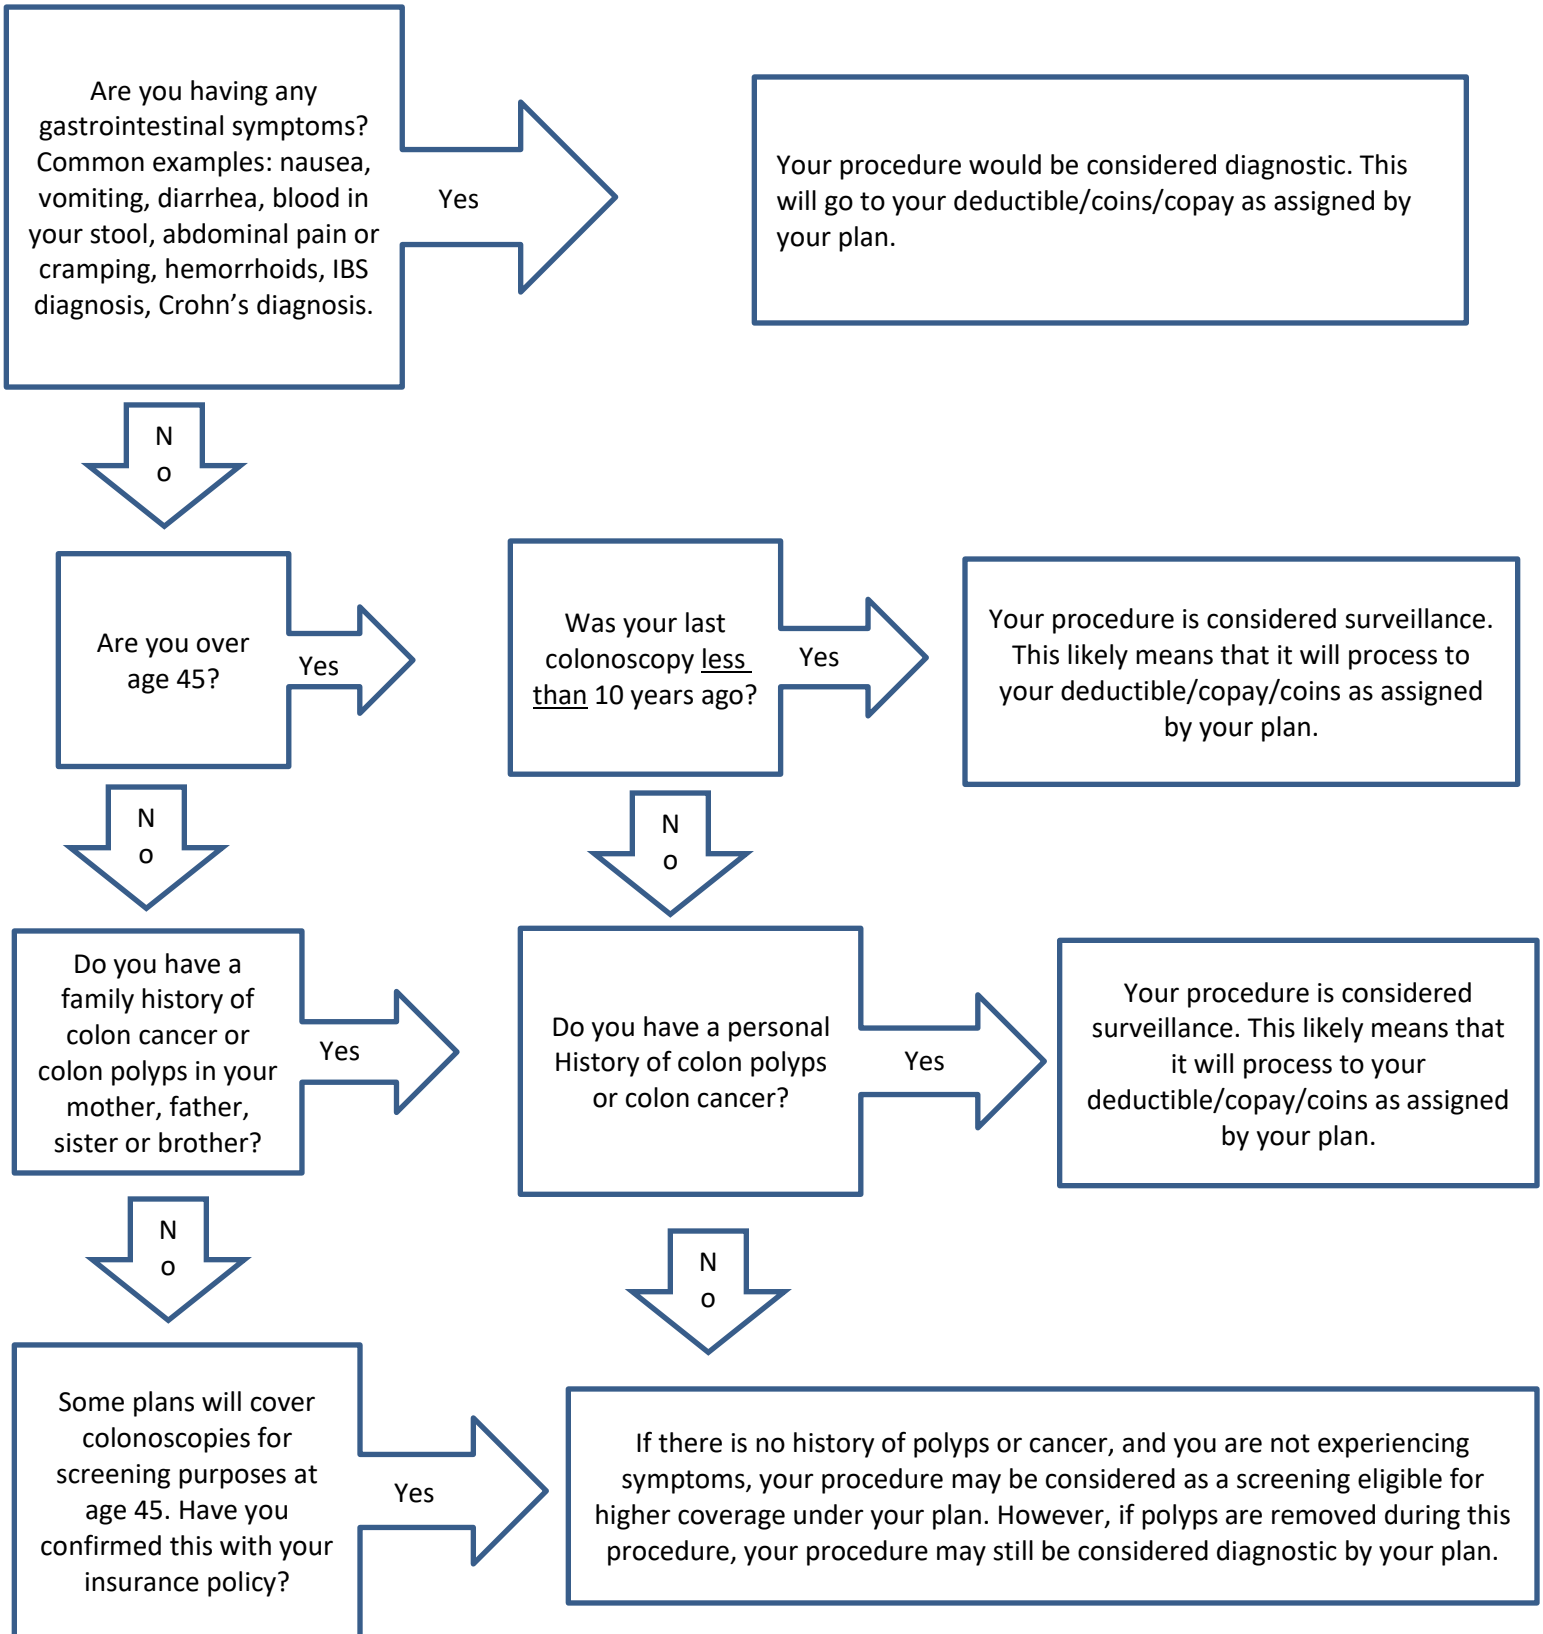 Are you having any
gastrointestinal symptoms?
Common examples: nausea,
vomiting, diarrhea, blood in
your stool, abdominal pain or
cramping, hemorrhoids, IBS
diagnosis, Crohn’s diagnosis.
Yes
Your procedure would be considered diagnostic. This
will go to your deductible/coins/copay as assigned by
your plan.
N
o
Are you over
age 45?
Yes
Was your last
colonoscopy less
than 10 years ago?
Yes
Your procedure is considered surveillance.
This likely means that it will process to
your deductible/copay/coins as assigned
by your plan.
N
o
N
o
Do you have a
family history of
colon cancer or
colon polyps in your
mother, father,
sister or brother?
Yes
Do you have a personal
History of colon polyps
or colon cancer?
Yes
Your procedure is considered
surveillance. This likely means that
it will process to your
deductible/copay/coins as assigned
by your plan.
N
o
N
o
Some plans will cover
colonoscopies for
screening purposes at
age 45. Have you
confirmed this with your
insurance policy?
Yes
If there is no history of polyps or cancer, and you are not experiencing
symptoms, your procedure may be considered as a screening eligible for
higher coverage under your plan. However, if polyps are removed during this
procedure, your procedure may still be considered diagnostic by your plan.